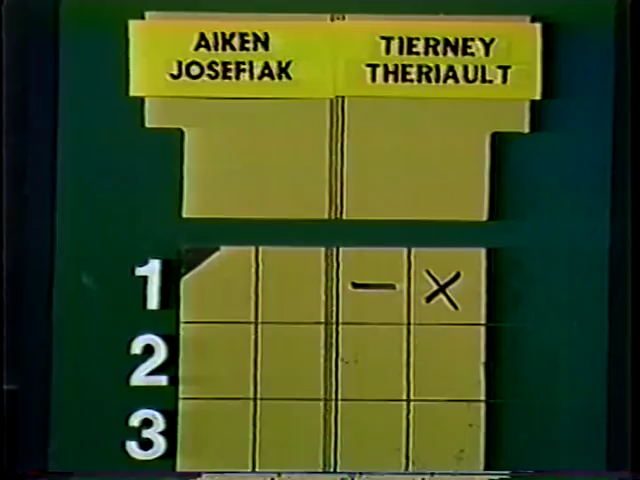 AIKEN
JOSEFIAK
TIERNEY
THERIAULT
1 — X
2
3